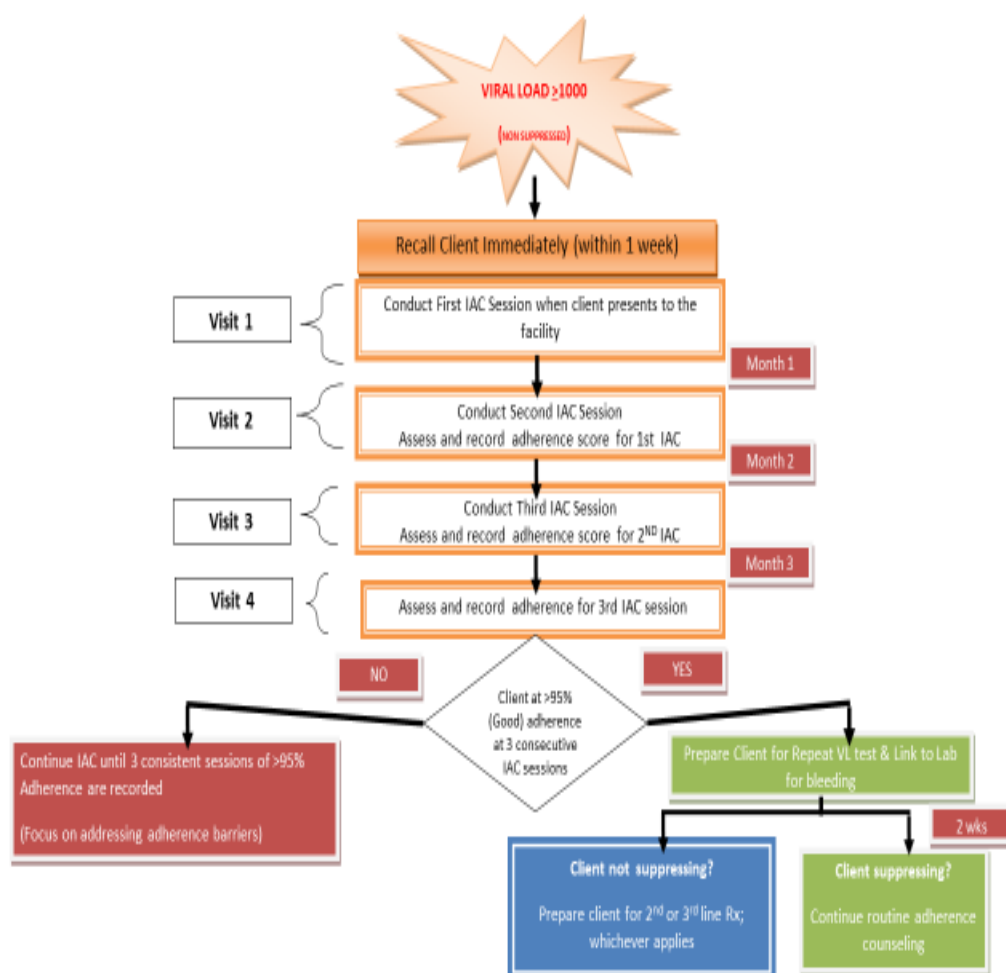 VIRAL LOAD ≥1000
(NON SUPPRESSED)
Recall Client Immediately (within 1 week)
Visit 1
Conduct First IAC Session when client presents to the
facility
Month 1
Visit 2
Conduct Second IAC Session
Assess and record adherence score for 1st IAC
Month 2
Visit 3
Conduct Third IAC Session
Assess and record adherence score for 2ND IAC
Month 3
Visit 4
Assess and record adherence for 3rd IAC session
NO
YES
Client at >95%
(Good) adherence
at 3 consecutive
IAC sessions
Continue IAC until 3 consistent sessions of >95%
Adherence are recorded
(Focus on addressing adherence barriers)
Prepare Client for Repeat VL test & Link to Lab
for bleeding
2 wks
Client not suppressing?
Prepare client for 2nd or 3rd line Rx;
whichever applies
Client suppressing?
Continue routine adherence
counseling